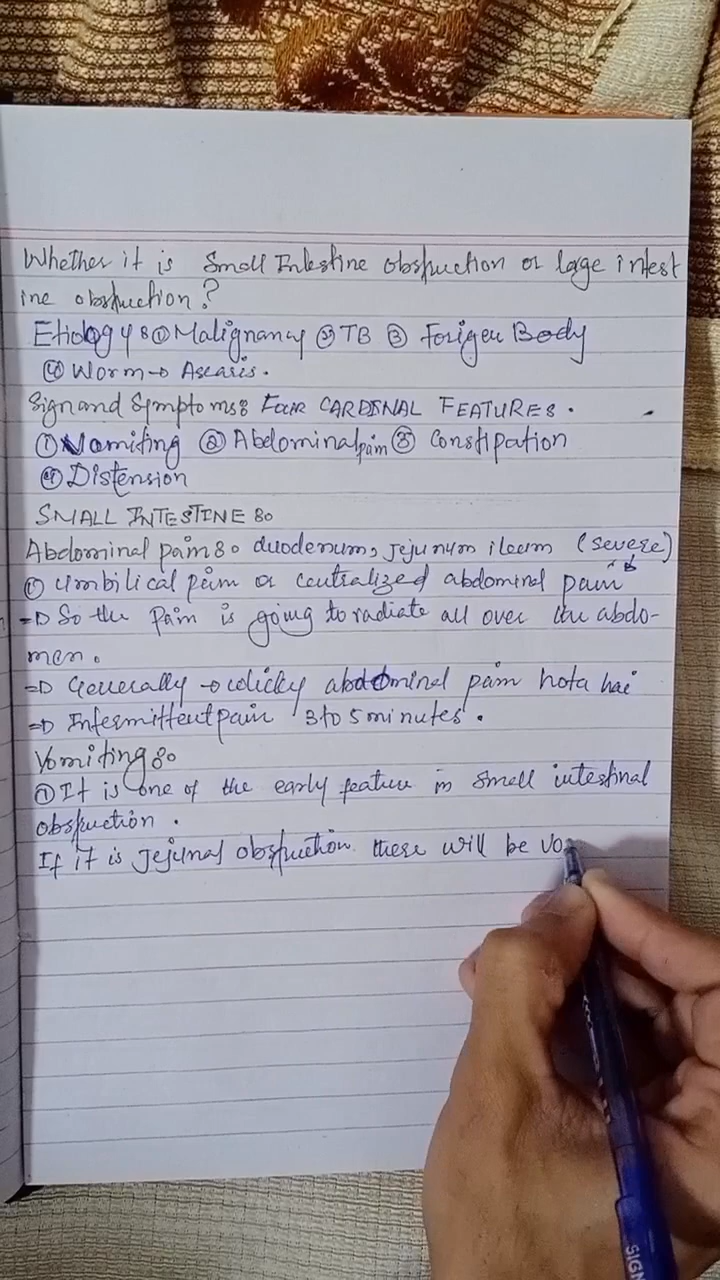 Whether it is Small Intestine obstruction or large intest
ine obstruction?
Etiology : ① Malignancy ② TB ③ Forigen Body
④ Worm → Ascaris.
Sign and Symptoms: FOUR CARDINAL FEATURES.
① Vomiting ② Abdominal pain ③ Constipation
④ Distension
SMALL INTESTINE :
Abdominal pain : duodenum, jejunum ileum (severe)
① Umbilical pain or centralized abdominal pain
⇒ So the pain is going to radiate all over the abdo-
men.
⇒ Generally → colicky abdominal pain hota hai
⇒ Intermittent pain 3 to 5 minutes.
Vomiting :
① It is one of the early feature in small intestinal
obstruction.
If it is Jejunal obstruction there will be vo
SIGN